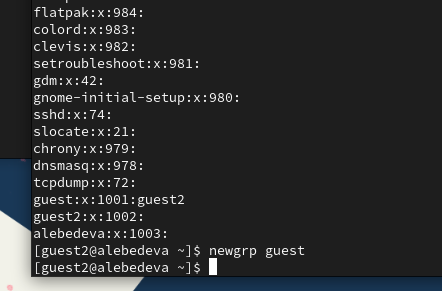 flatpak:x:984:
colord:x:983:
clevis:x:982:
setroubleshoot:x:981:
gdm:x:42:
gnome-initial-setup:x:980:
sshd:x:74:
slocate:x:21:
chrony:x:979:
dnsmasq:x:978:
tcpdump:x:72:
guest:x:1001:guest2
guest2:x:1002:
alebedeva:x:1003:
[guest2@alebedeva ~]$ newgrp guest
[guest2@alebedeva ~]$